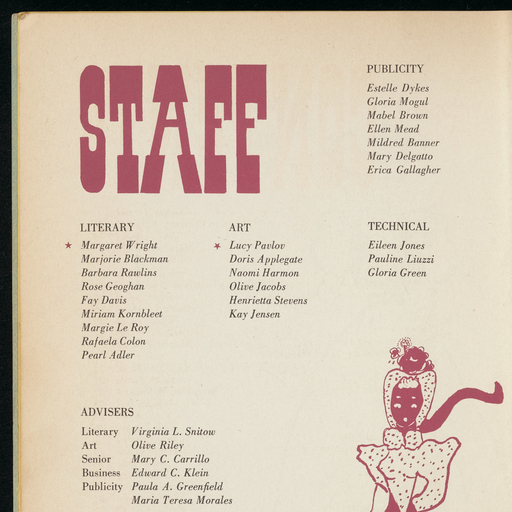 STAFF
PUBLICITY
Estelle Dykes
Gloria Mogul
Mabel Brown
Ellen Mead
Mildred Banner
Mary Delgatto
Erica Gallagher
LITERARY
★ Margaret Wright
Marjorie Blackman
Barbara Rawlins
Rose Geoghan
Fay Davis
Miriam Kornbleet
Margie Le Roy
Rafaela Colon
Pearl Adler
ART
★ Lucy Pavlov
Doris Applegate
Naomi Harmon
Olive Jacobs
Henrietta Stevens
Kay Jensen
TECHNICAL
Eileen Jones
Pauline Liuzzi
Gloria Green
ADVISERS
Literary Virginia L. Snitow
Art Olive Riley
Senior Mary C. Carrillo
Business Edward C. Klein
Publicity Paula A. Greenfield
Maria Teresa Morales